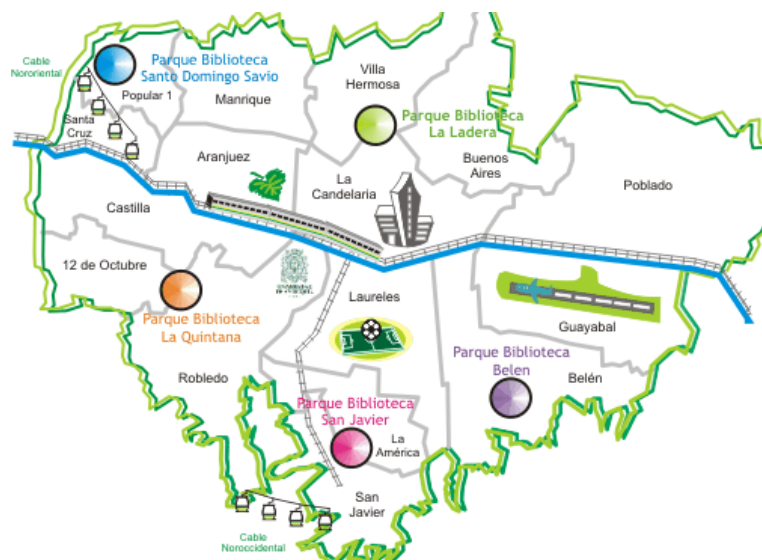 Cable
Nororiental
Parque Biblioteca
Santo Domingo Savio
Popular 1
Santa
Cruz
Manrique
Villa
Hermosa
Parque Biblioteca
La Ladera
Buenos
Aires
Aranjuez
La
Candelaria
Poblado
Castilla
12 de Octubre
Parque Biblioteca
La Quintana
Laureles
Guayabal
Parque Biblioteca
Belen
Belén
Robledo
Parque Biblioteca
San Javier
La
América
San
Javier
Cable
Noroccidental